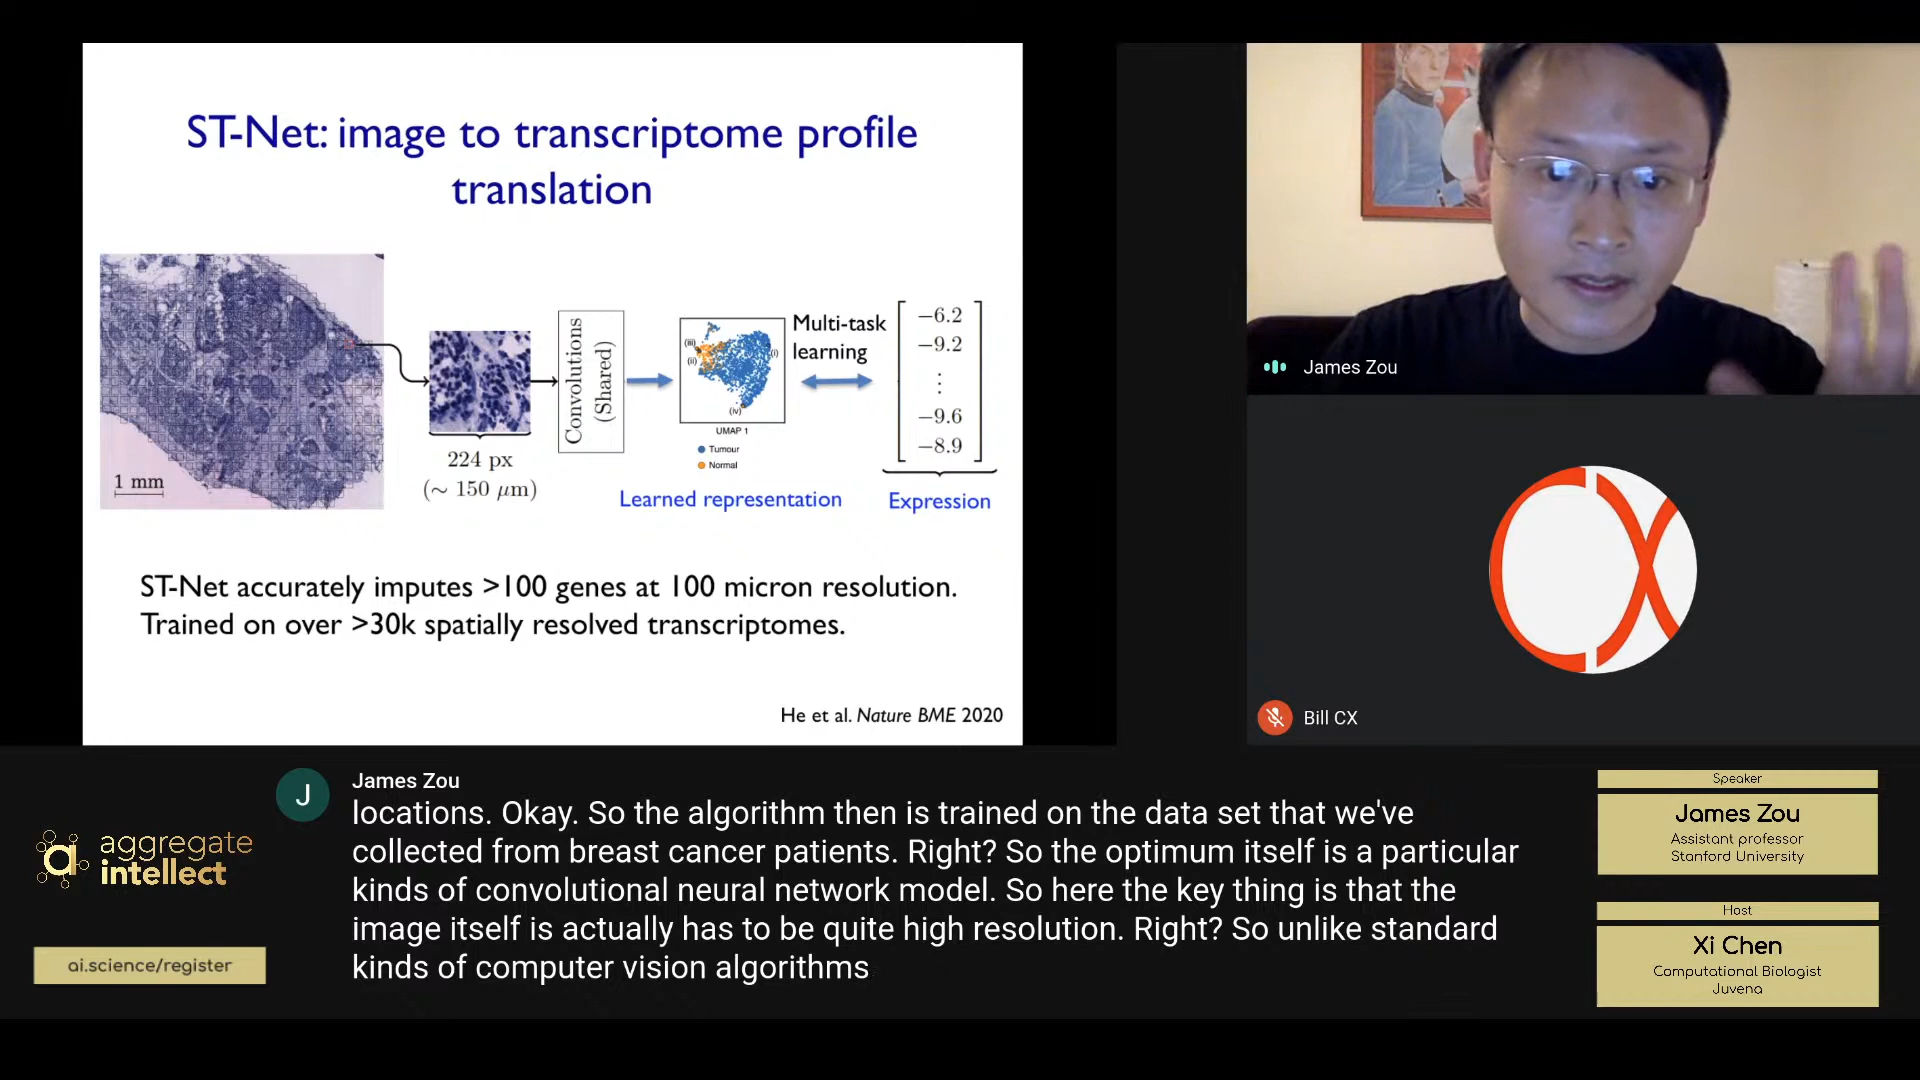 ST-Net: image to transcriptome profile
translation
1 mm
224 px
(∼ 150 μm)
Convolutions
(Shared)
(iii)
(ii)
(i)
(iv)
UMAP 1
Tumour
Normal
Learned representation
Multi-task
learning
−6.2
−9.2
⋮
−9.6
−8.9
Expression
ST-Net accurately imputes >100 genes at 100 micron resolution.
Trained on over >30k spatially resolved transcriptomes.
He et al. Nature BME 2020
James Zou
CX
Bill CX
aggregate
intellect
ai.science/register
J
James Zou
locations. Okay. So the algorithm then is trained on the data set that we've
collected from breast cancer patients. Right? So the optimum itself is a particular
kinds of convolutional neural network model. So here the key thing is that the
image itself is actually has to be quite high resolution. Right? So unlike standard
kinds of computer vision algorithms
Speaker
James Zou
Assistant professor
Stanford University
Host
Xi Chen
Computational Biologist
Juvena